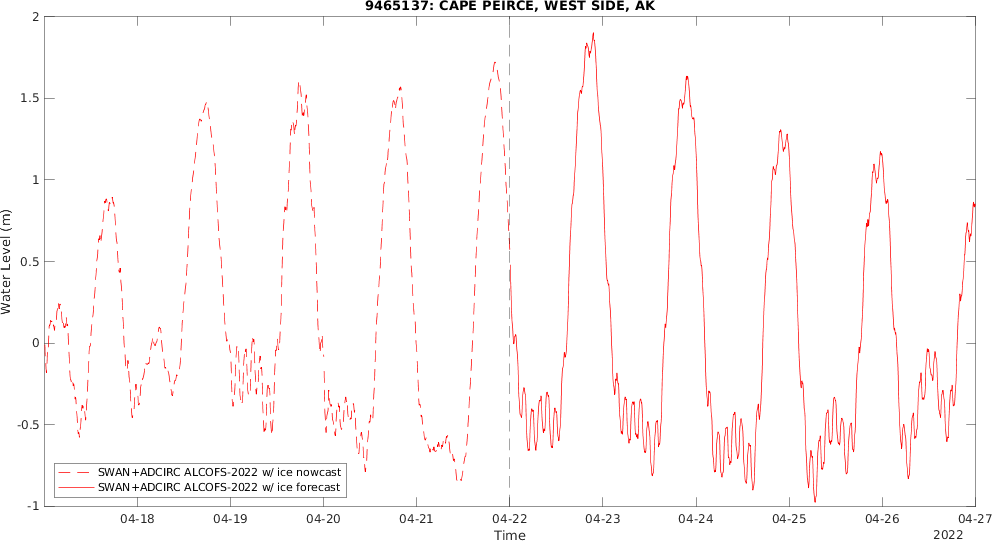 9465137: CAPE PEIRCE, WEST SIDE, AK
2
1.5
1
0.5
0
-0.5
-1
Water Level (m)
SWAN+ADCIRC ALCOFS-2022 w/ ice nowcast
SWAN+ADCIRC ALCOFS-2022 w/ ice forecast
04-18 04-19 04-20 04-21 04-22 04-23 04-24 04-25 04-26 04-27
Time
2022